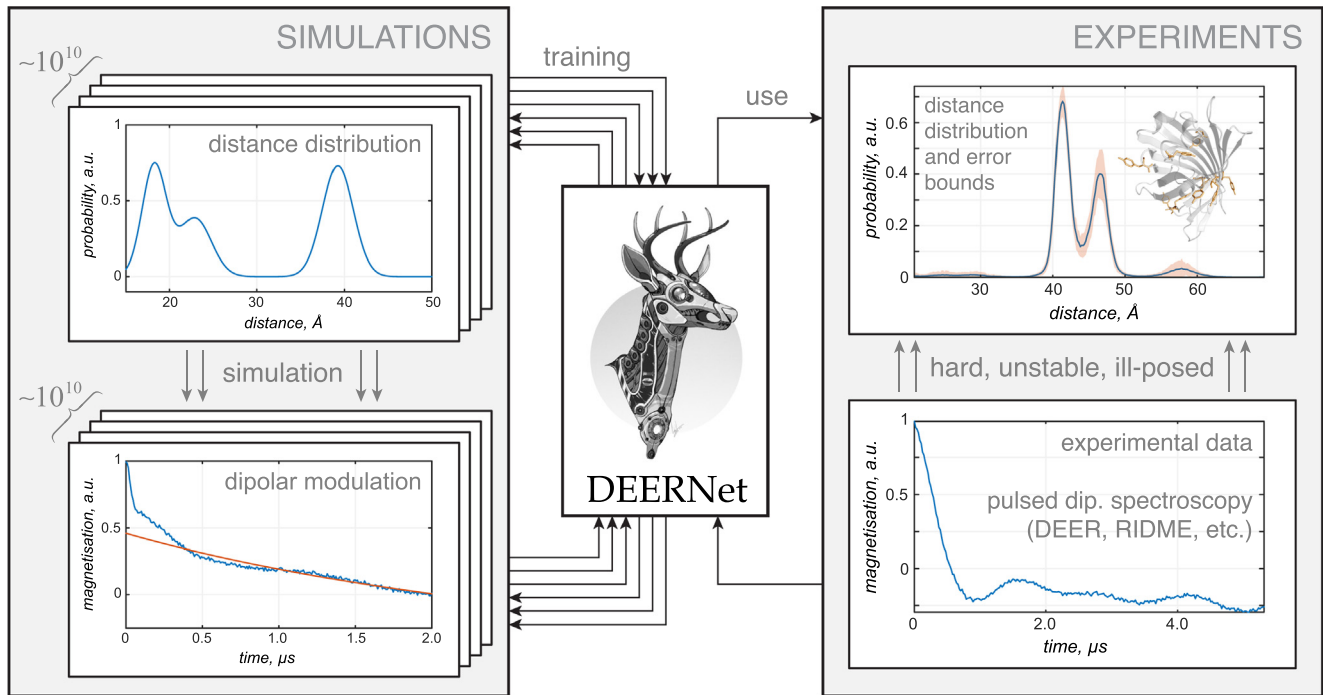 SIMULATIONS
~10^10
1
0.5
0
probability, a.u.
distance distribution
20 30 40 50
distance, Å
simulation
~10^10
1
0.5
0
magnetisation, a.u.
dipolar modulation
0 0.5 1.0 1.5 2.0
time, µs
training
use
DEERNet
EXPERIMENTS
0.6
0.4
0.2
0
probability, a.u.
distance
distribution
and error
bounds
30 40 50 60
distance, Å
hard, unstable, ill-posed
1
0.5
0
magnetisation, a.u.
experimental data
pulsed dip. spectroscopy
(DEER, RIDME, etc.)
0 2.0 4.0
time, µs